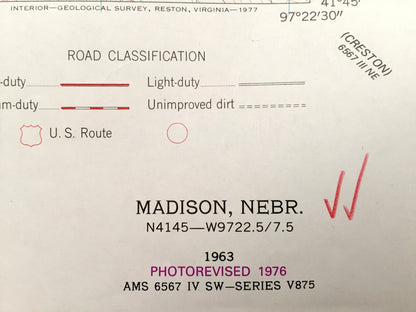 41°45'
INTERIOR—GEOLOGICAL SURVEY, RESTON, VIRGINIA—1977
97°22'30"
(CRESTON)
6567 III NE
ROAD CLASSIFICATION
-duty Light-duty
m-duty Unimproved dirt
U. S. Route
MADISON, NEBR.
N4145—W9722.5/7.5
1963
PHOTOREVISED 1976
AMS 6567 IV SW—SERIES V875